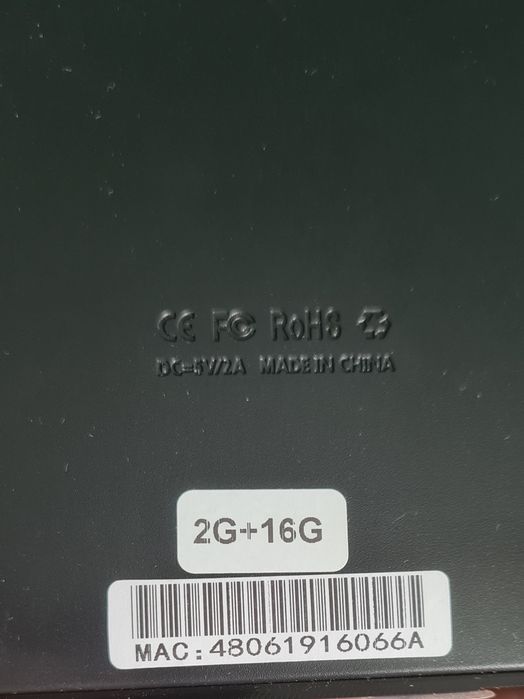 CE FC RoHS
DC=5V/2A MADE IN CHINA
2G+16G
MAC:48061916066A